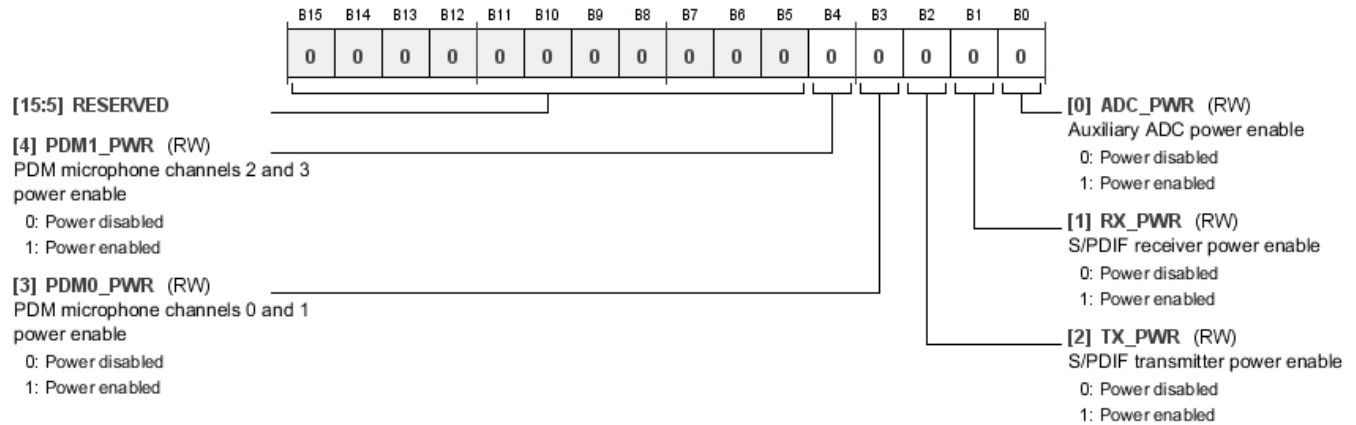 B15 B14 B13 B12 B11 B10 B9 B8 B7 B6 B5 B4 B3 B2 B1 B0
0 0 0 0 0 0 0 0 0 0 0 0 0 0 0 0
[15:5] RESERVED
[4] PDM1_PWR (RW)
PDM microphone channels 2 and 3
power enable
0: Power disabled
1: Power enabled
[3] PDM0_PWR (RW)
PDM microphone channels 0 and 1
power enable
0: Power disabled
1: Power enabled
[0] ADC_PWR (RW)
Auxiliary ADC power enable
0: Power disabled
1: Power enabled
[1] RX_PWR (RW)
S/PDIF receiver power enable
0: Power disabled
1: Power enabled
[2] TX_PWR (RW)
S/PDIF transmitter power enable
0: Power disabled
1: Power enabled